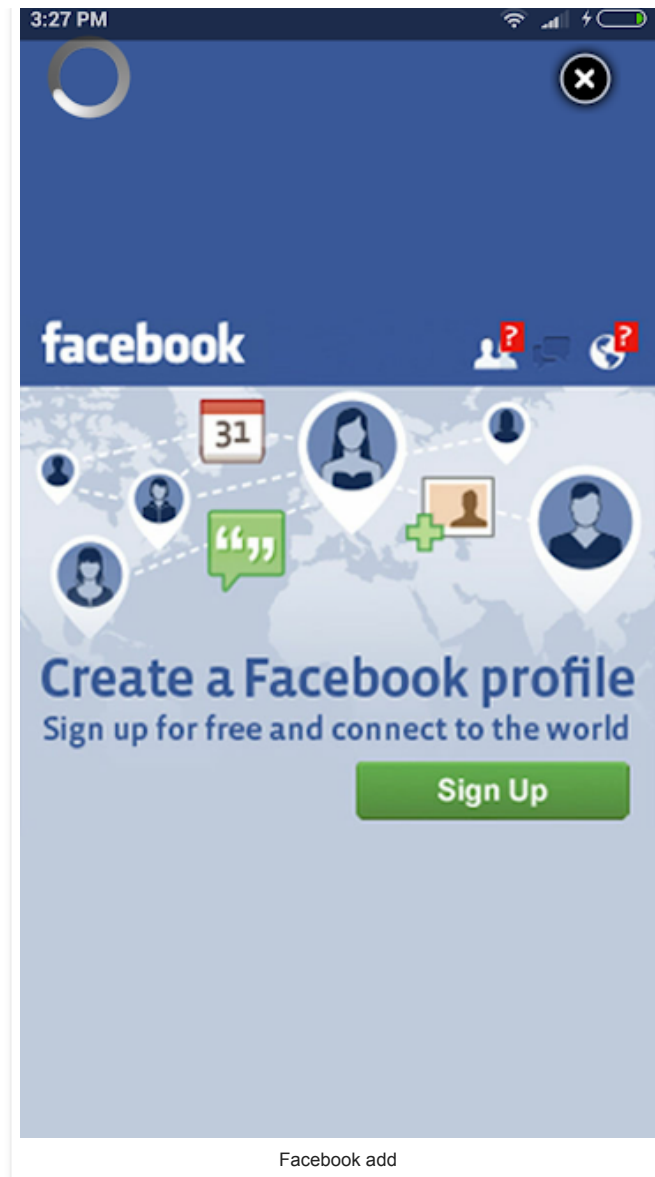 3:27 PM
facebook
? ?
31
“„
Create a Facebook profile
Sign up for free and connect to the world
Sign Up
Facebook add